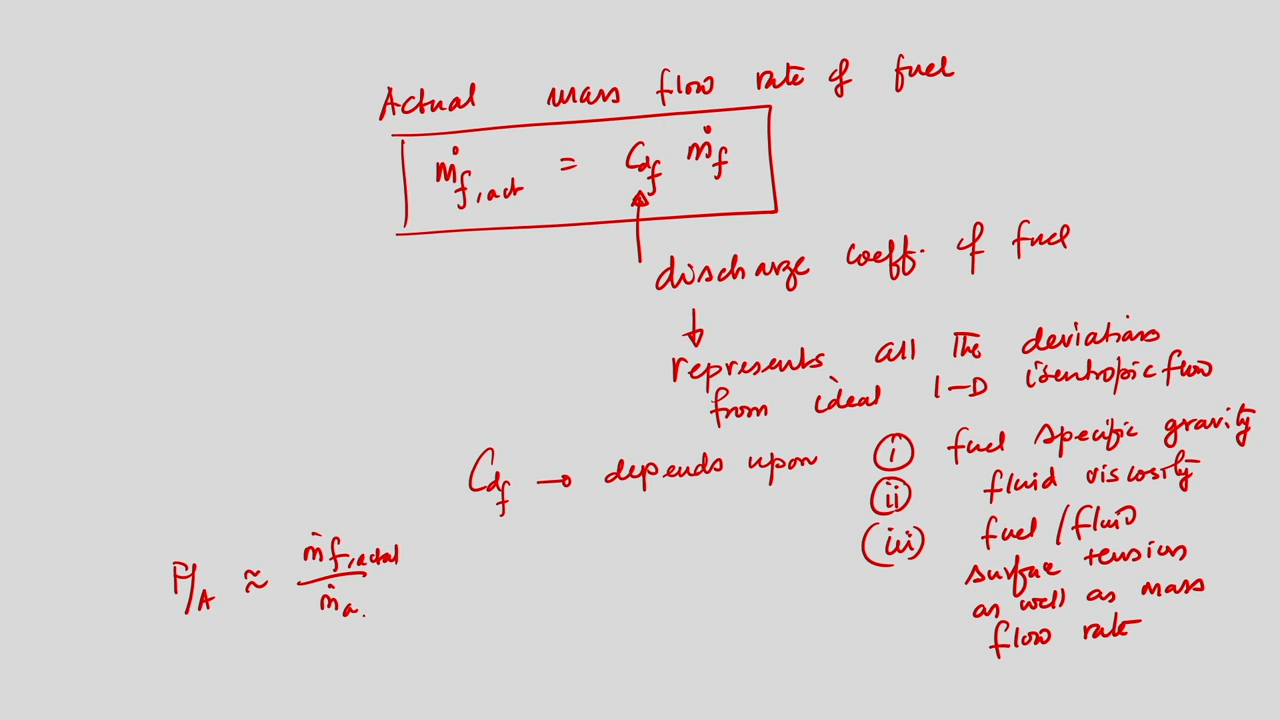 Actual mass flow rate of fuel
ṁf,act = Cdf ṁf
discharge coeff. of fuel
↓
represents all the deviations
from ideal 1-D isentropic flow
Cdf → depends upon (i) fuel specific gravity
(ii) fluid viscosity
(iii) fuel/fluid
surface tension
as well as mass
flow rate
F/A ≈ ṁf,actal / ṁa.